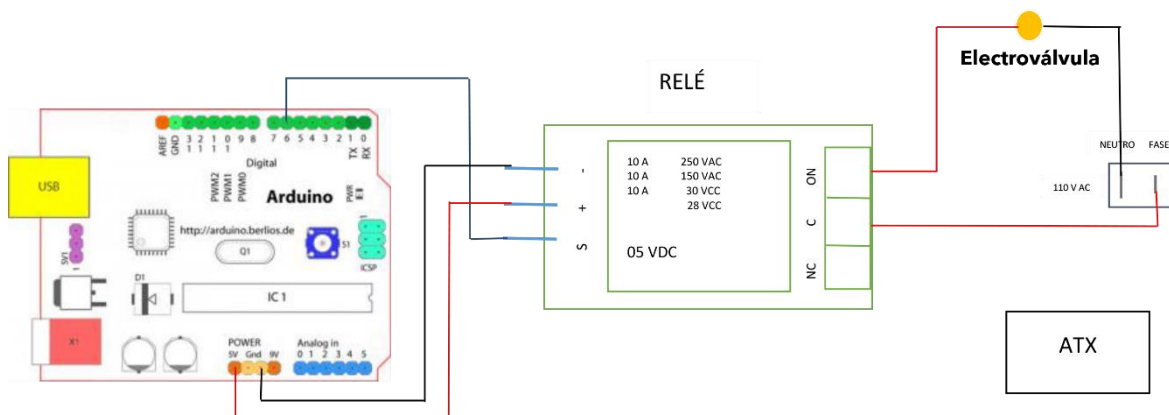 RELÉ
Electroválvula
NEUTRO FASE
110 V AC
AREF
GND
13
12
11
10
9
8
7 6 5 4 3 2 1 0
TX
RX
Digital
PWM2
PWM1
PWM0
Arduino
PWR
USB
http://arduino.berlios.de
S1
1
ICSP
Q1
5V1
1
D1
IC 1
X1
POWER
5V Gnd 9V
Analog in
0 1 2 3 4 5
-
+
S
10 A 250 VAC
10 A 150 VAC
10 A 30 VCC
28 VCC
05 VDC
ON
C
NC
ATX